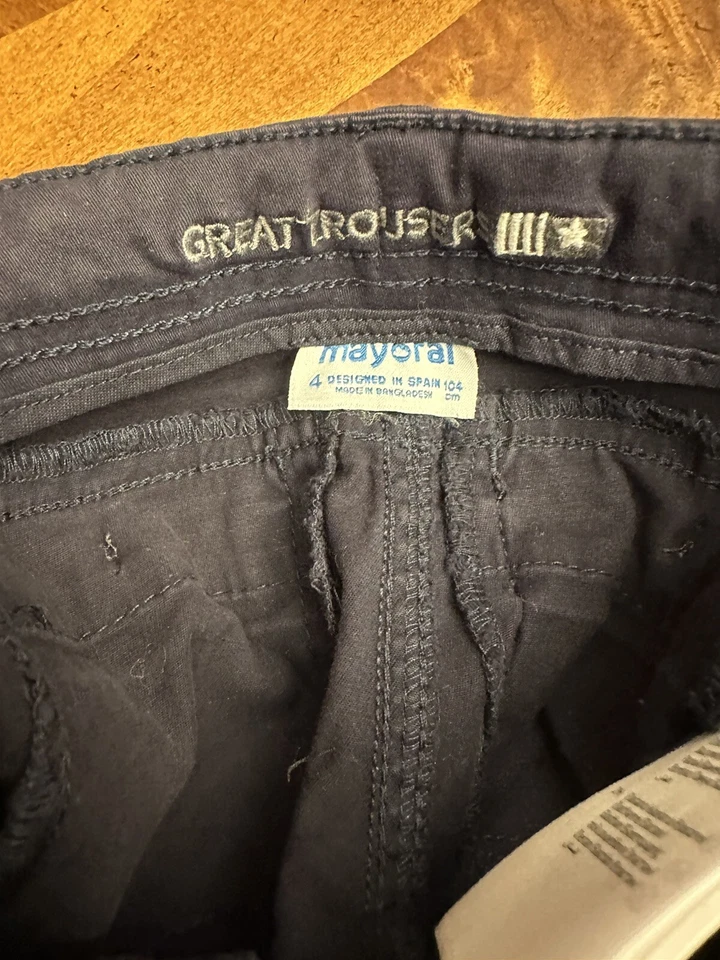 GREAT TROUSERS
mayoral
4 DESIGNED IN SPAIN 104
MADE IN BANGLADESH cm